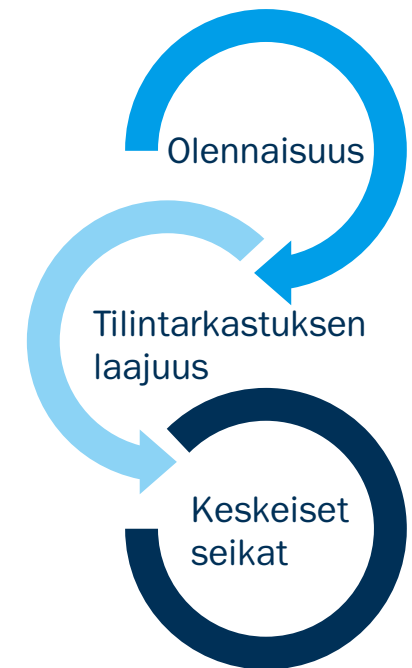 Olennaisuus
Tilintarkastuksen
laajuus
Keskeiset
seikat